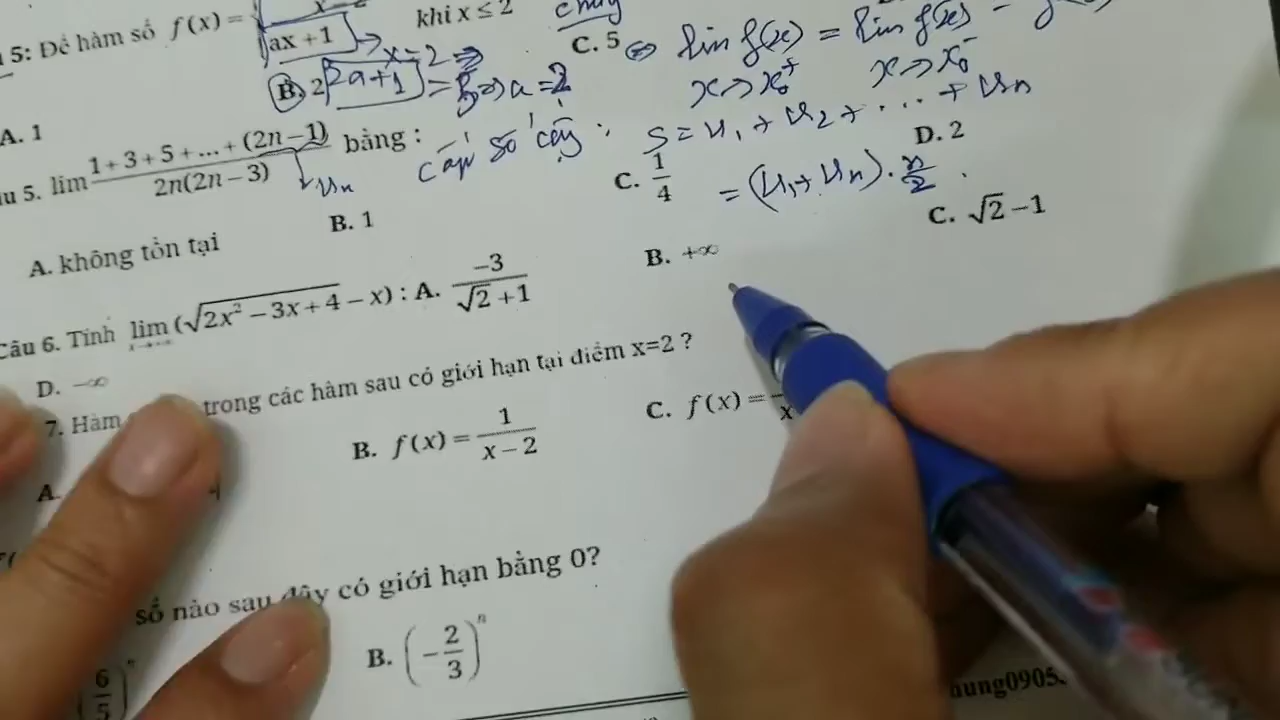 5: Để hàm số f(x) =
khi x ≤ 2
ax + 1
→ x = 2 ⇒
C. 5 ⇔ lim f(x) = lim f(x) =
x → x₀⁺ x → x₀⁻
A. 1
B. 2
2a+1 = 5 ⇔ a = 2
D. 2
cấp số cộng : S = u₁ + u₂ + ... + uₙ
= (u₁ + uₙ) . n/2 .
5. lim (1 + 3 + 5 + ... + (2n − 1))/(2n(2n − 3)) bằng :
→ uₙ
A. không tồn tại
B. 1
C. 1/4
Câu 6. Tính lim (√(2x² − 3x + 4) − x) : A. −3/(√2 + 1)
B. +∞
C. √2 − 1
D. −∞
7. Hàm trong các hàm sau có giới hạn tại điểm x=2 ?
A.
B. f(x) = 1/(x − 2)
C. f(x) =
số nào sau đây có giới hạn bằng 0?
(6/5)ⁿ
B. (−2/3)ⁿ
hung0905.